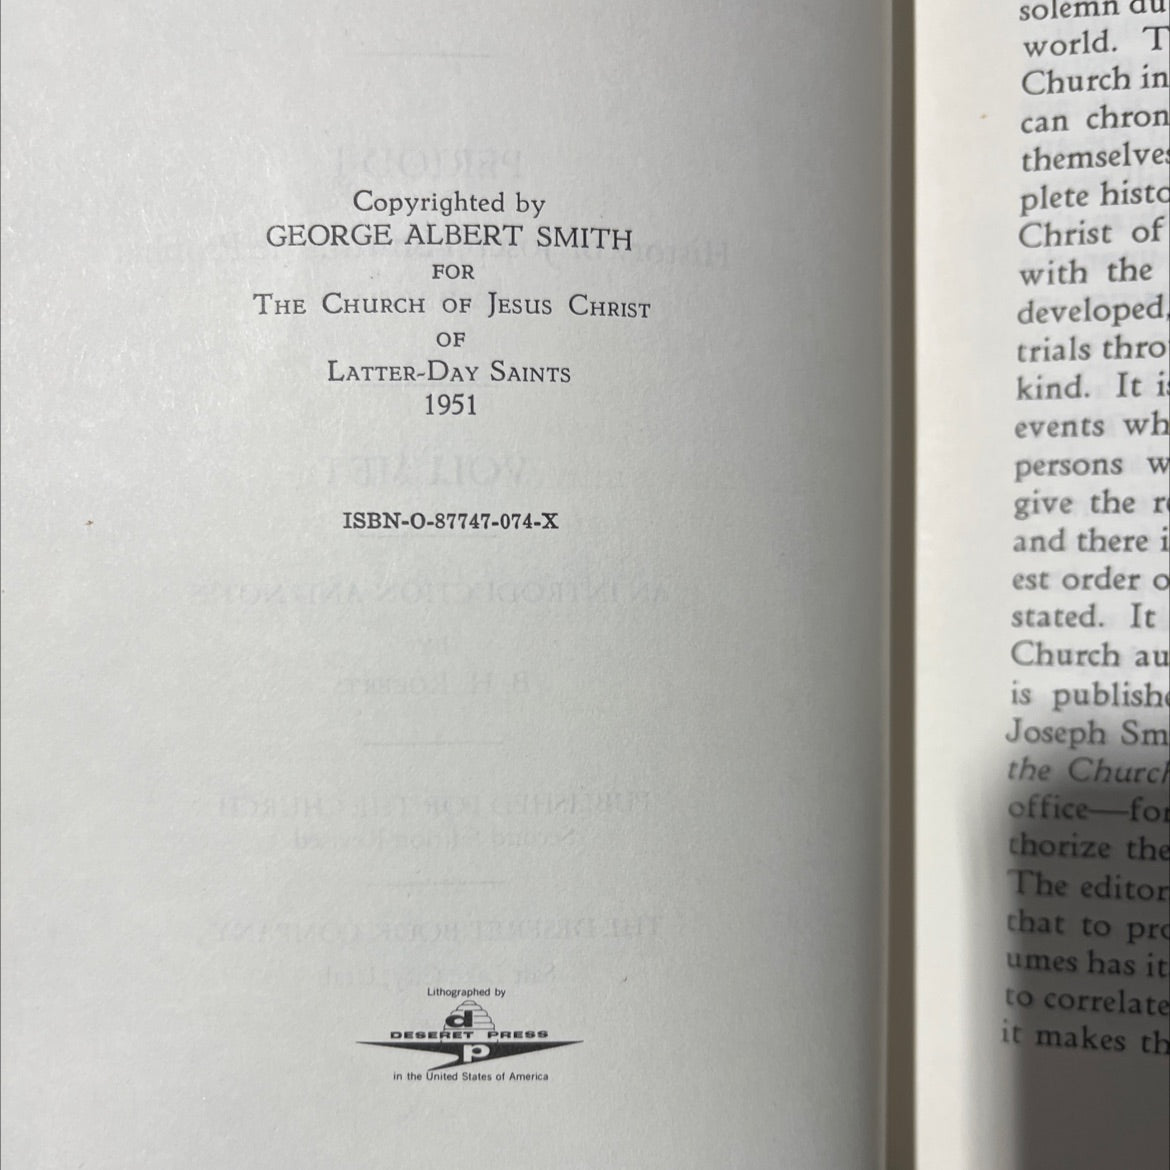 Copyrighted by
GEORGE ALBERT SMITH
FOR
THE CHURCH OF JESUS CHRIST
OF
LATTER-DAY SAINTS
1951
ISBN-O-87747-074-X
Lithographed by
d
DESERET PRESS
p
in the United States of America
solemn
world.
Church in
can chron
themselves
plete histo
Christ of
with the
developed,
trials thro
kind. It is
events wh
persons w
give the re
and there i
est order o
stated. It
Church au
is publishe
Joseph Sm
the Church
office—for
thorize the
The editor
that to pro
umes has it
to correlate
it makes th